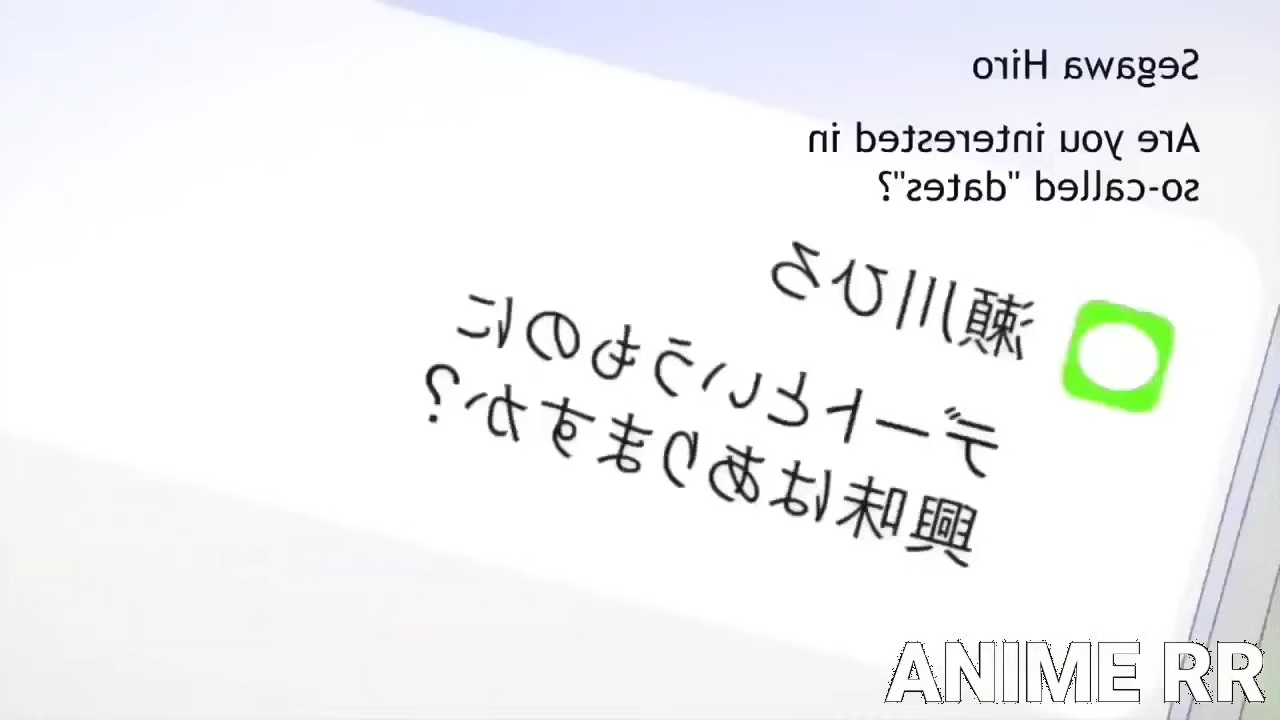 Segawa Hiro
Are you interested in
so-called "dates"?
瀬川ひろ
デートというものに
興味はありますか?
ANIME RR